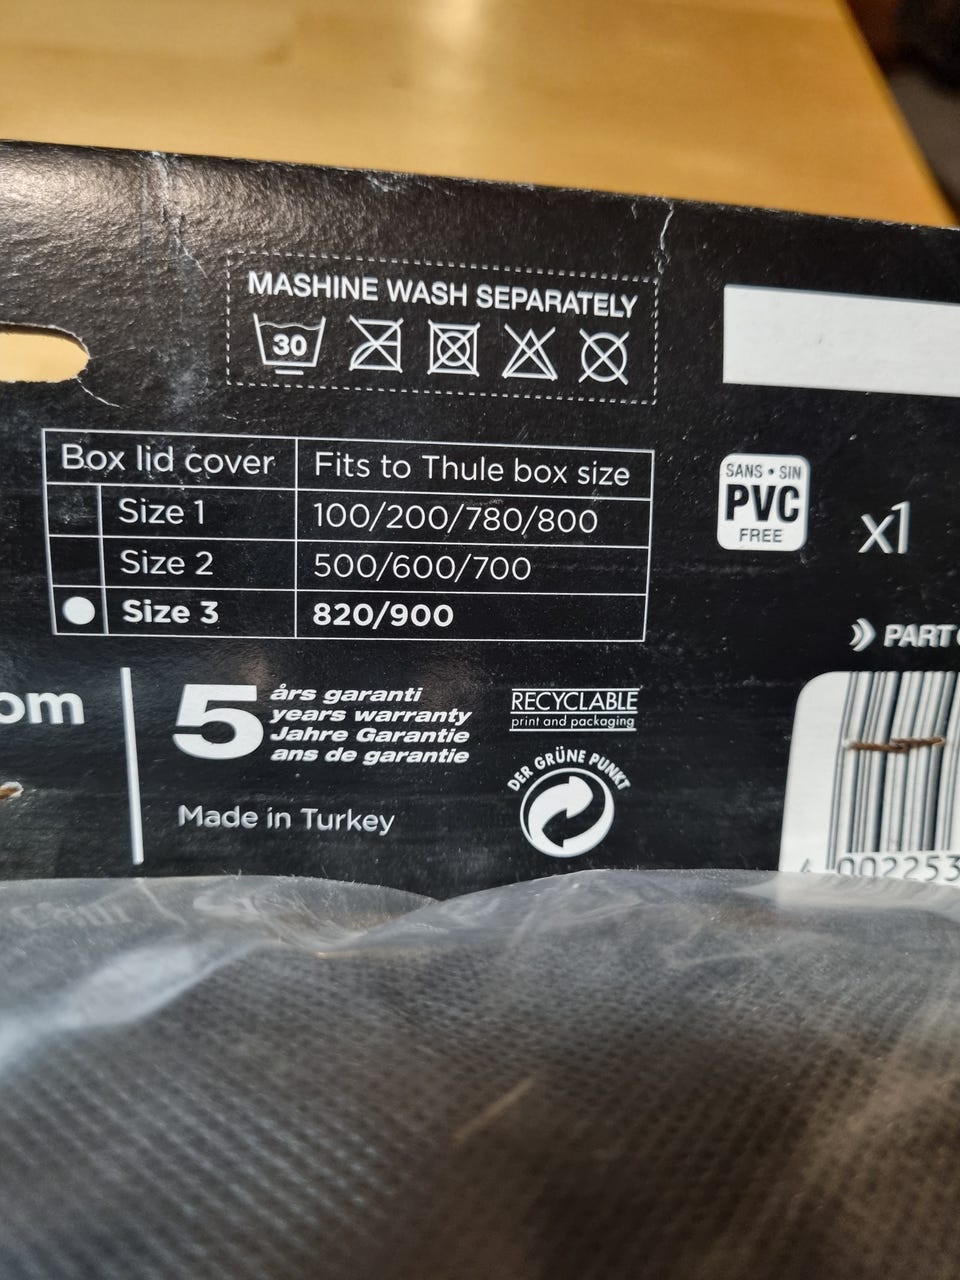 MASHINE WASH SEPARATELY
30
Box lid cover Fits to Thule box size
Size 1 100/200/780/800
Size 2 500/600/700
Size 3 820/900
SANS • SIN
PVC
FREE
x1
PART
om
5 års garanti
years warranty
Jahre Garantie
ans de garantie
RECYCLABLE
print and packaging
DER GRÜNE PUNKT
Made in Turkey
002253